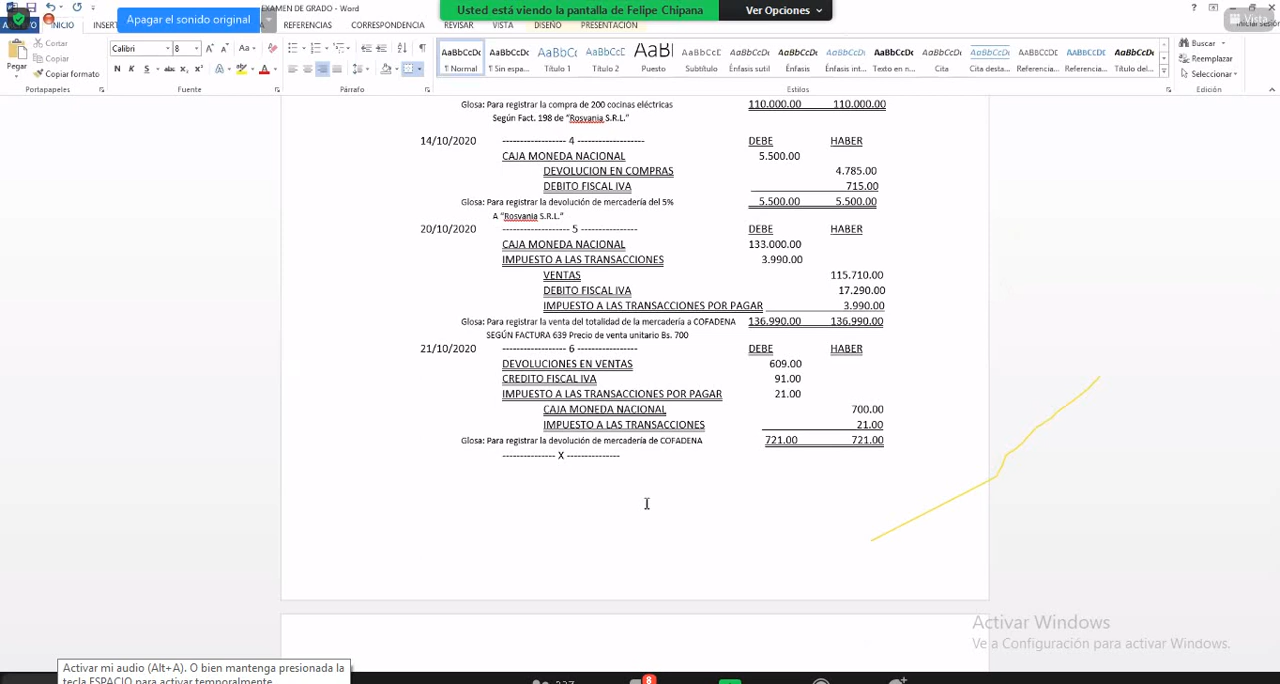 EXAMEN DE GRADO - Word
Usted está viendo la pantalla de Felipe Chipana
Ver Opciones
Apagar el sonido original
Vista
INICIO
REFERENCIAS
CORRESPONDENCIA
REVISAR
VISTA
DISEÑO
PRESENTACIÓN
Pegar
Cortar
Copiar
Copiar formato
Calibri
8
Portapapeles
Fuente
Párrafo
Estilos
Edición
¶ Normal
¶ Sin espa...
Título 1
Título 2
Puesto
Subtítulo
Énfasis sutil
Énfasis
Énfasis int...
Texto en n...
Cita
Cita desta...
Referencia...
Referencia...
Título del...
Buscar
Reemplazar
Seleccionar
Glosa: Para registrar la compra de 200 cocinas eléctricas 110.000.00 110.000.00
Según Fact. 198 de “Rosvania S.R.L.”
14/10/2020 ------------------ 4 ------------------- DEBE HABER
CAJA MONEDA NACIONAL 5.500.00
DEVOLUCION EN COMPRAS 4.785.00
DEBITO FISCAL IVA 715.00
Glosa: Para registrar la devolución de mercadería del 5% 5.500.00 5.500.00
A “Rosvania S.R.L.”
20/10/2020 ------------------ 5 ---------------- DEBE HABER
CAJA MONEDA NACIONAL 133.000.00
IMPUESTO A LAS TRANSACCIONES 3.990.00
VENTAS 115.710.00
DEBITO FISCAL IVA 17.290.00
IMPUESTO A LAS TRANSACCIONES POR PAGAR 3.990.00
Glosa: Para registrar la venta del totalidad de la mercadería a COFADENA 136.990.00 136.990.00
SEGÚN FACTURA 639 Precio de venta unitario Bs. 700
21/10/2020 ------------------ 6 ---------------- DEBE HABER
DEVOLUCIONES EN VENTAS 609.00
CREDITO FISCAL IVA 91.00
IMPUESTO A LAS TRANSACCIONES POR PAGAR 21.00
CAJA MONEDA NACIONAL 700.00
IMPUESTO A LAS TRANSACCIONES 21.00
Glosa: Para registrar la devolución de mercadería de COFADENA 721.00 721.00
--------------- X ---------------
Activar Windows
Ve a Configuración para activar Windows.
Activar mi audio (Alt+A). O bien mantenga presionada la
tecla ESPACIO para activar temporalmente.
8